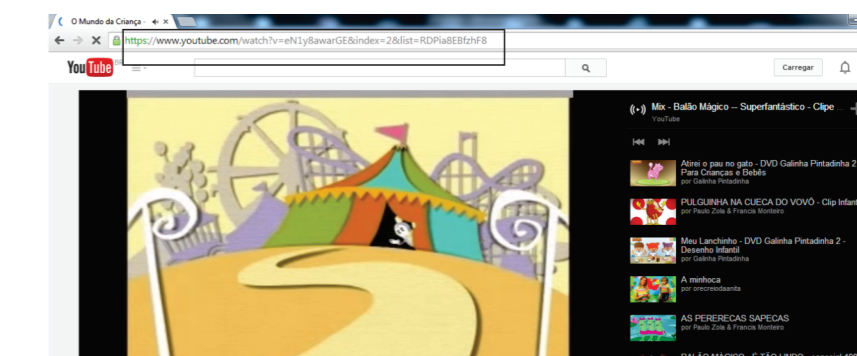 O Mundo da Criança -
https://www.youtube.com/watch?v=eN1y8awarGE&index=2&list=RDPia8EBfzhF8
YouTube BR
Carregar
Mix - Balão Mágico -- Superfantástico - Clipe ...
YouTube
Atirei o pau no gato - DVD Galinha Pintadinha 2
Para Crianças e Bebês
por Galinha Pintadinha
PULGUINHA NA CUECA DO VOVÔ - Clip Infant
por Paulo Zola & Francis Monteiro
Meu Lanchinho - DVD Galinha Pintadinha 2 -
Desenho Infantil
por Galinha Pintadinha
A minhoca
por orecreiodaanita
AS PERERECAS SAPECAS
por Paulo Zola & Francis Monteiro